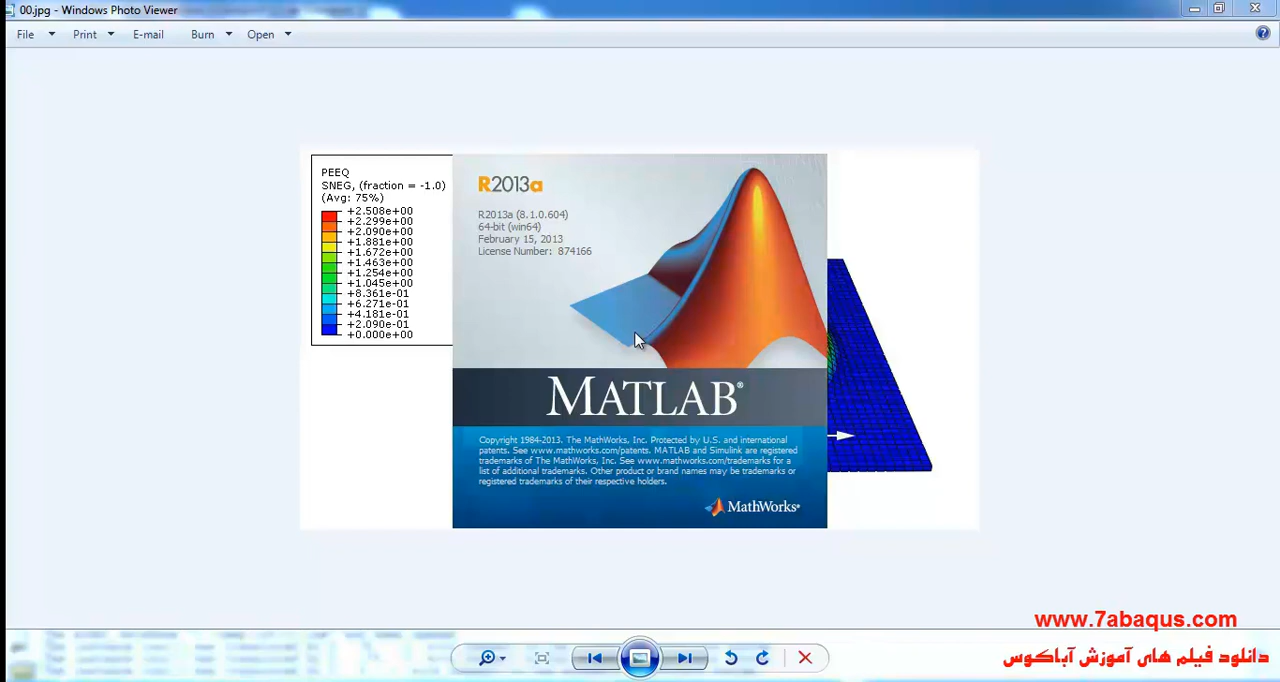 00.jpg - Windows Photo Viewer
File Print E-mail Burn Open
PEEQ
SNEG, (fraction = -1.0)
(Avg: 75%)
+2.508e+00
+2.299e+00
+2.090e+00
+1.881e+00
+1.672e+00
+1.463e+00
+1.254e+00
+1.045e+00
+8.361e-01
+6.271e-01
+4.181e-01
+2.090e-01
+0.000e+00
R2013a
R2013a (8.1.0.604)
64-bit (win64)
February 15, 2013
License Number: 874166
MATLAB®
Copyright 1984-2013. The MathWorks, Inc. Protected by U.S. and international
patents. See www.mathworks.com/patents. MATLAB and Simulink are registered
trademarks of The MathWorks, Inc. See www.mathworks.com/trademarks for a
list of additional trademarks. Other product or brand names may be trademarks or
registered trademarks of their respective holders.
MathWorks®
www.7abaqus.com
دانلود فیلم های آموزش آباکوس